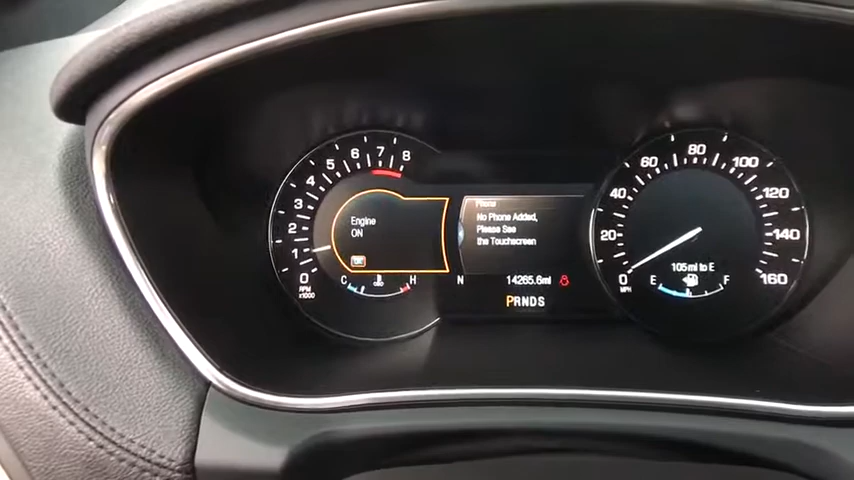 0
1
2
3
4
5
6
7
8
RPM
x1000
Engine
ON
OK
C
H
Phone
No Phone Added,
Please See
the Touchscreen
N
14265.6mi
PRNDS
0
20
40
60
80
100
120
140
160
MPH
105mi to E
E
F